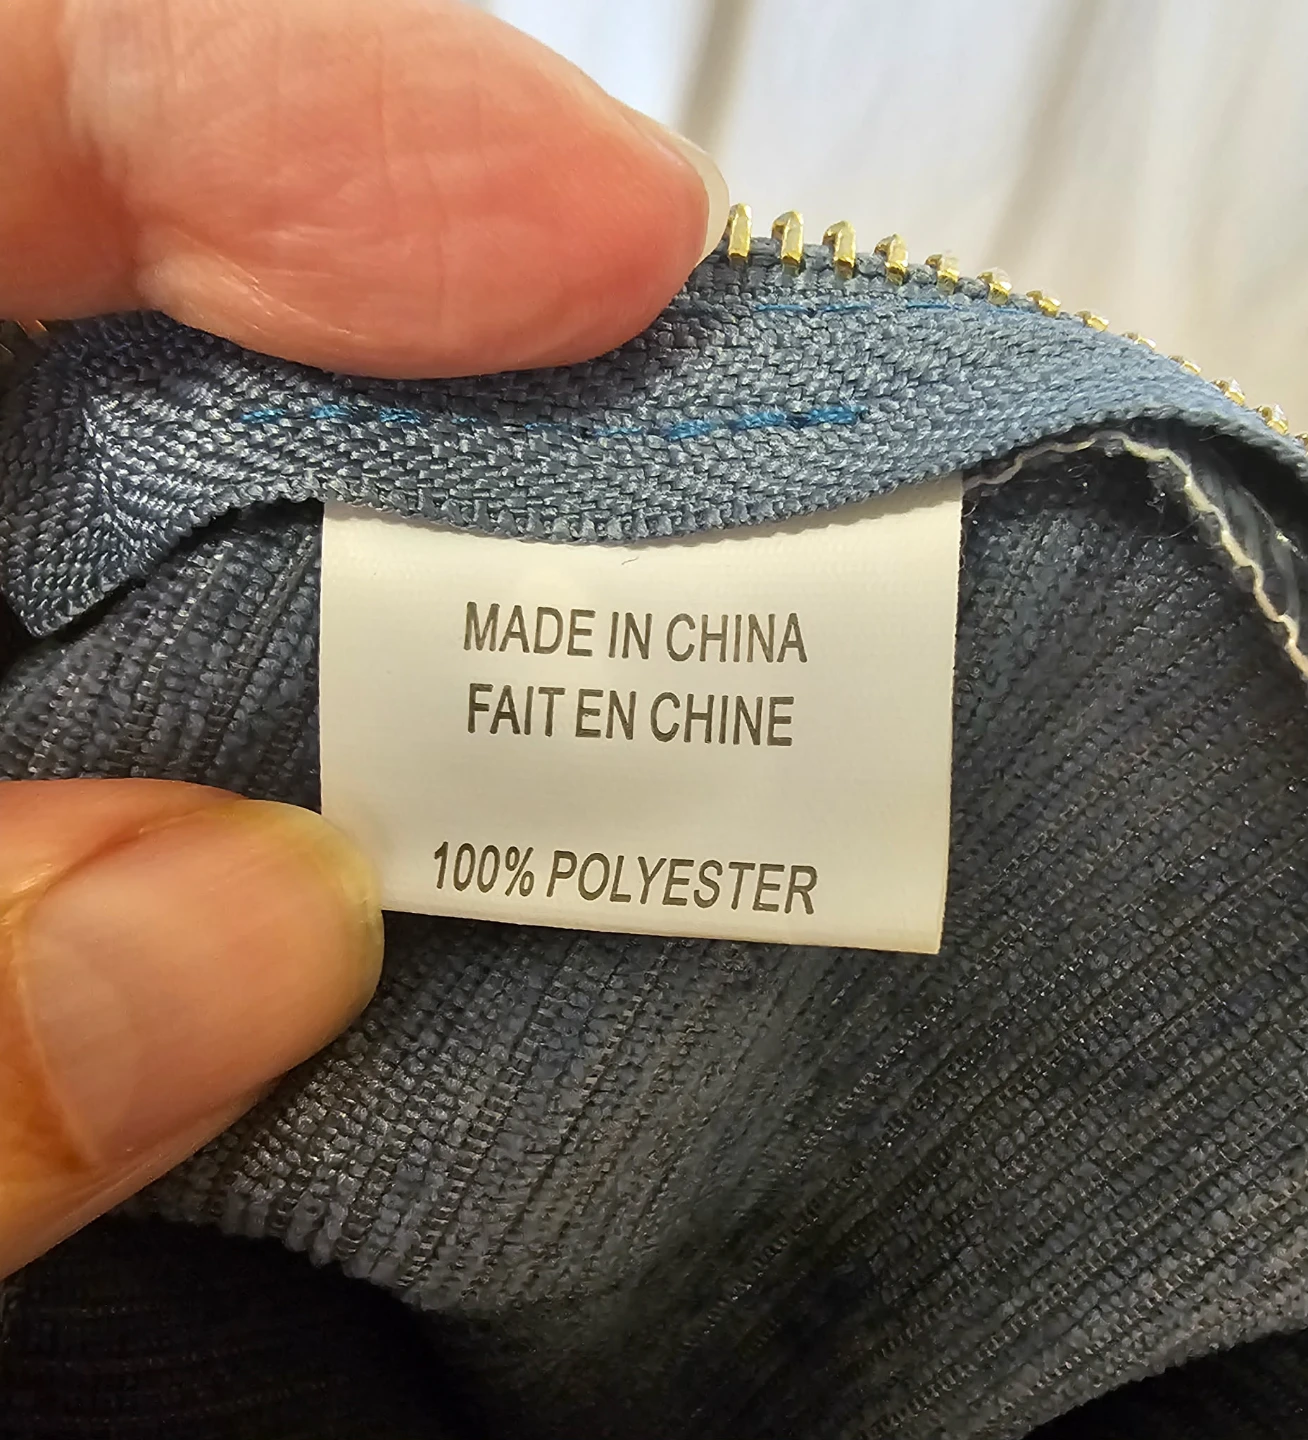 MADE IN CHINA
FAIT EN CHINE
100% POLYESTER